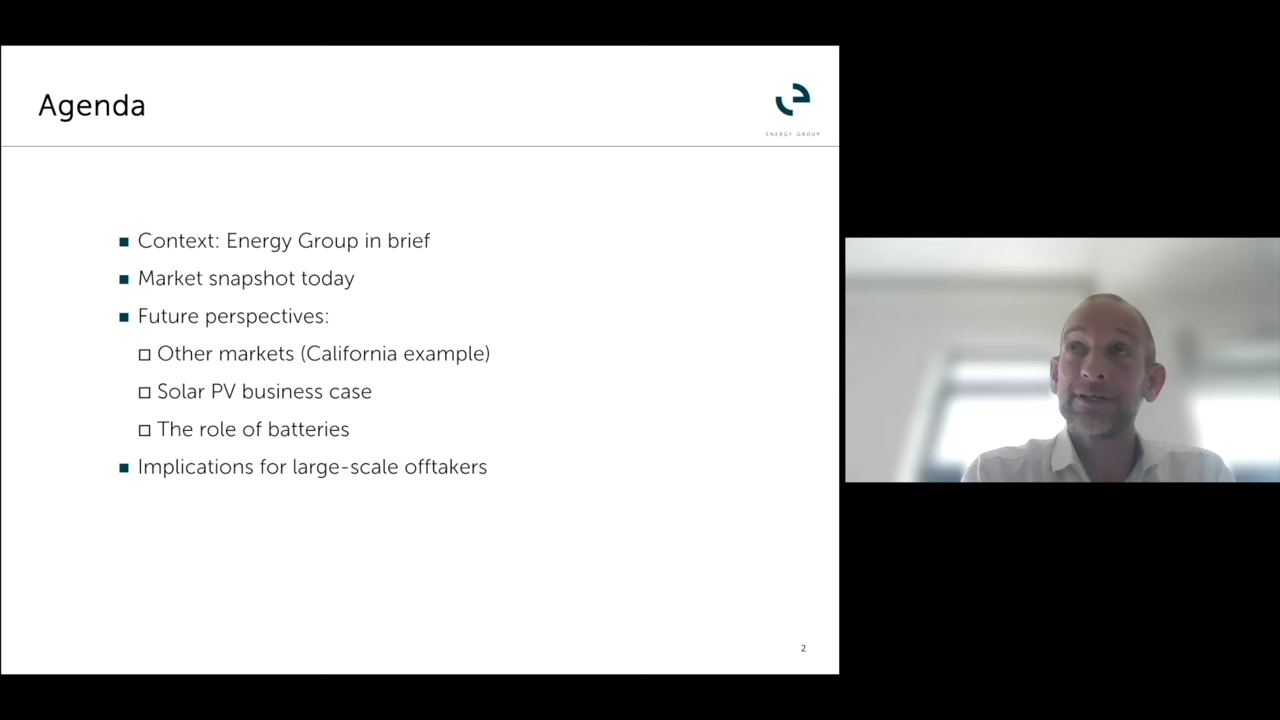 Agenda
ENERGY GROUP
Context: Energy Group in brief
Market snapshot today
Future perspectives:
Other markets (California example)
Solar PV business case
The role of batteries
Implications for large-scale offtakers
2